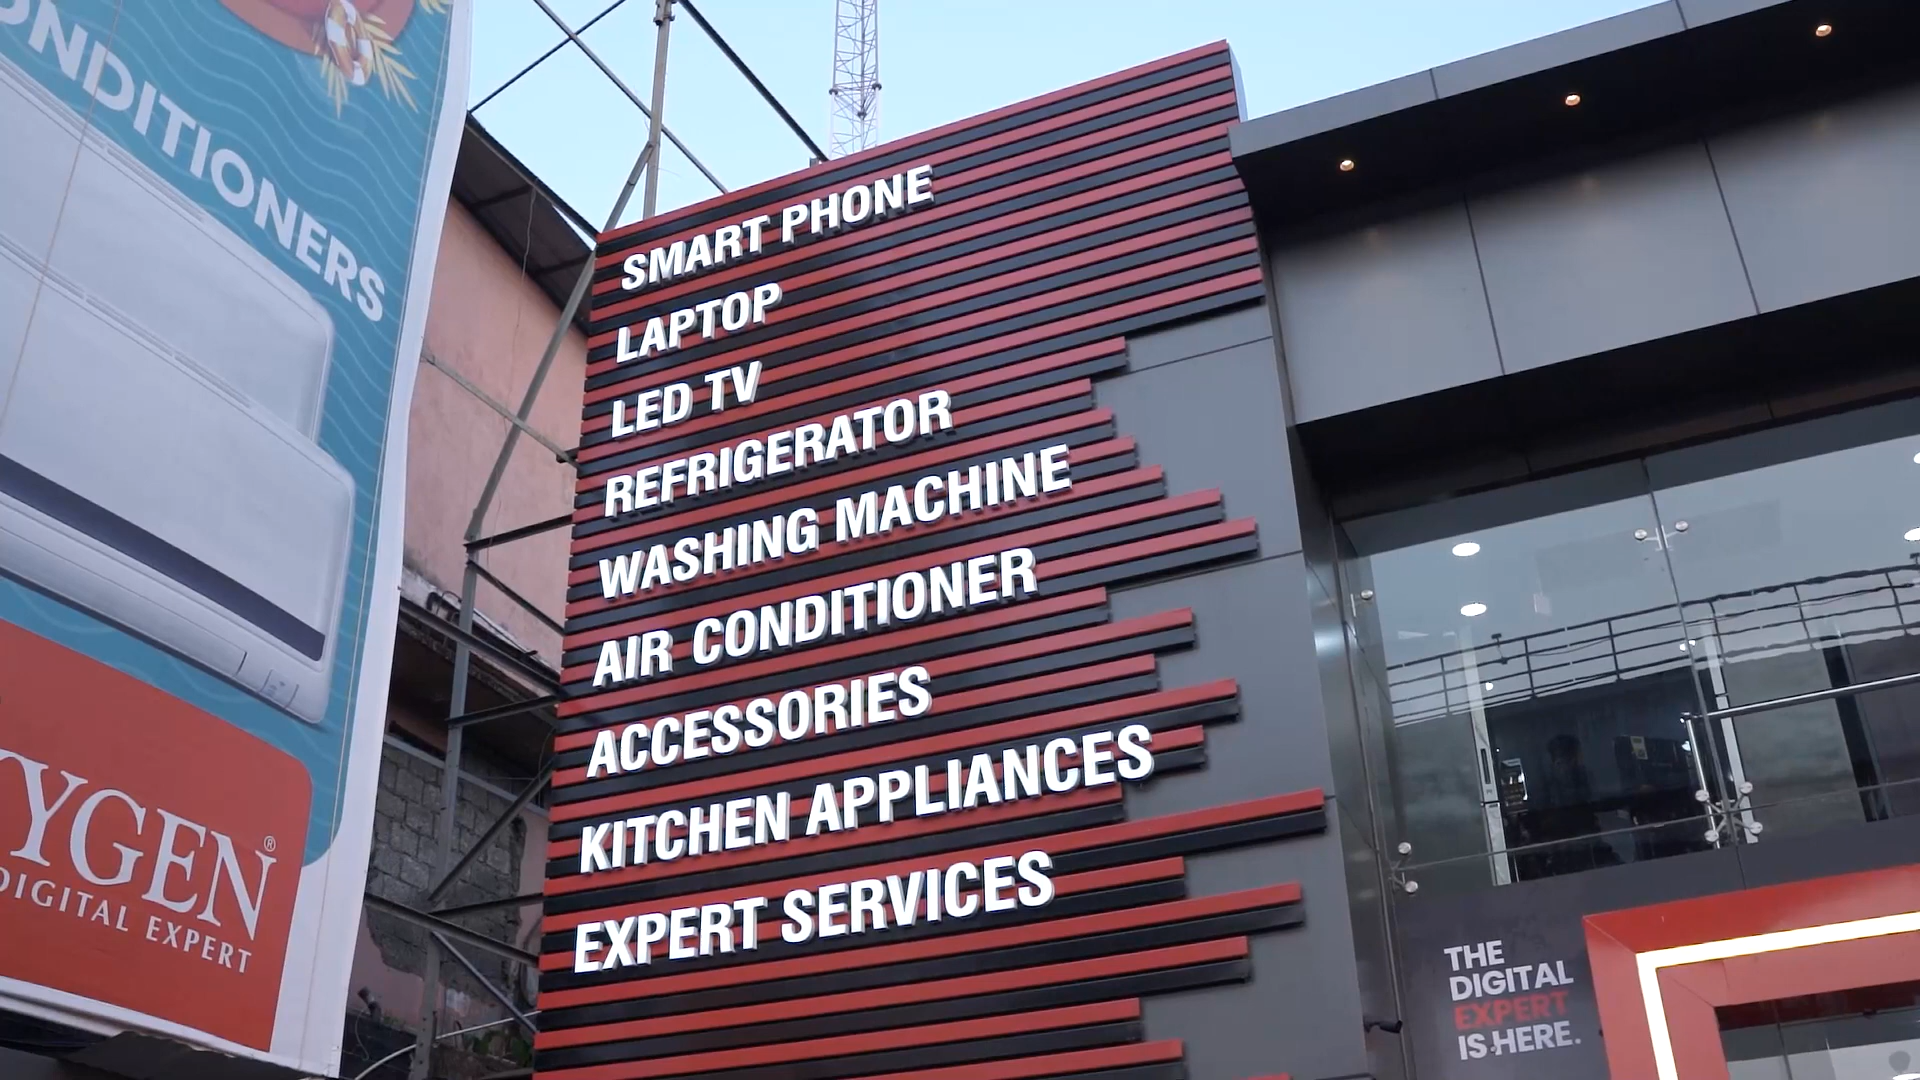 ONDITIONERS
YGEN®
DIGITAL EXPERT
SMART PHONE
LAPTOP
LED TV
REFRIGERATOR
WASHING MACHINE
AIR CONDITIONER
ACCESSORIES
KITCHEN APPLIANCES
EXPERT SERVICES
THE
DIGITAL
EXPERT
IS HERE.